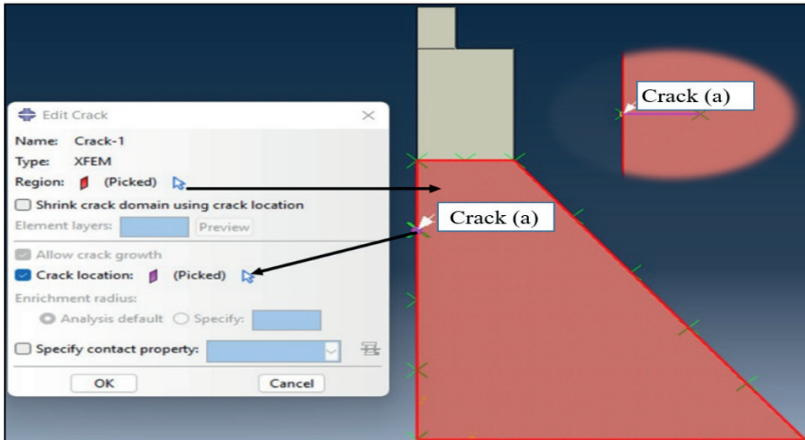 Edit Crack
Name: Crack-1
Type: XFEM
Region: (Picked)
Shrink crack domain using crack location
Element layers: Preview
Allow crack growth
Crack location: (Picked)
Enrichment radius:
Analysis default Specify:
Specify contact property:
OK Cancel
Crack (a)
Crack (a)